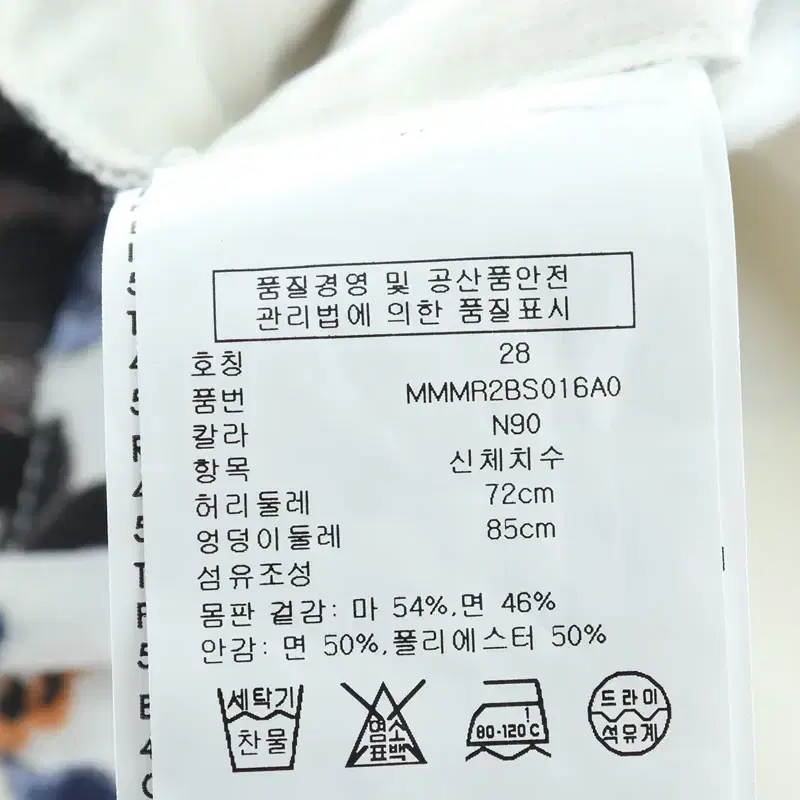 품질경영 및 공산품안전
관리법에 의한 품질표시
호칭 28
품번 MMMR2BS016A0
칼라 N90
항목 신체치수
허리둘레 72cm
엉덩이둘레 85cm
섬유조성
몸판 겉감: 마 54%,면 46%
안감: 면 50%,폴리에스터 50%
세탁기
찬물
염소
표백
80-120˚C
드라이
석유계